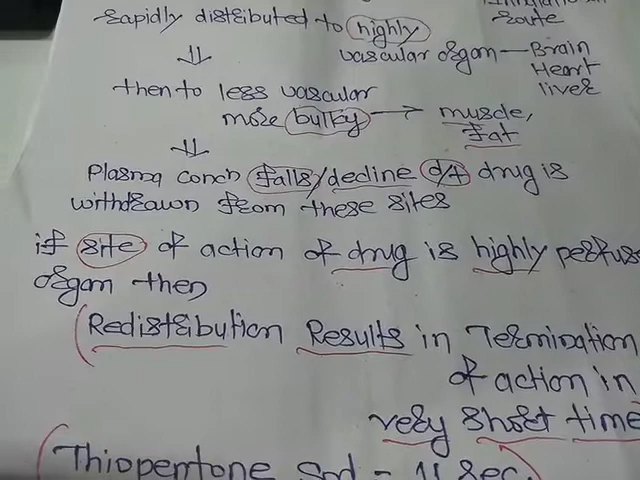 rapidly distributed to highly
route
vascular organ — Brain
Heart
liver
⇓
then to less vascular
more bulky → muscle,
fat
⇓
Plasma concn falls/decline d/t drug is
withdrawn from these sites
if site of action of drug is highly perfus
organ then
Redistribution Results in Termination
of action in
very short time
Thiopentone Sod -